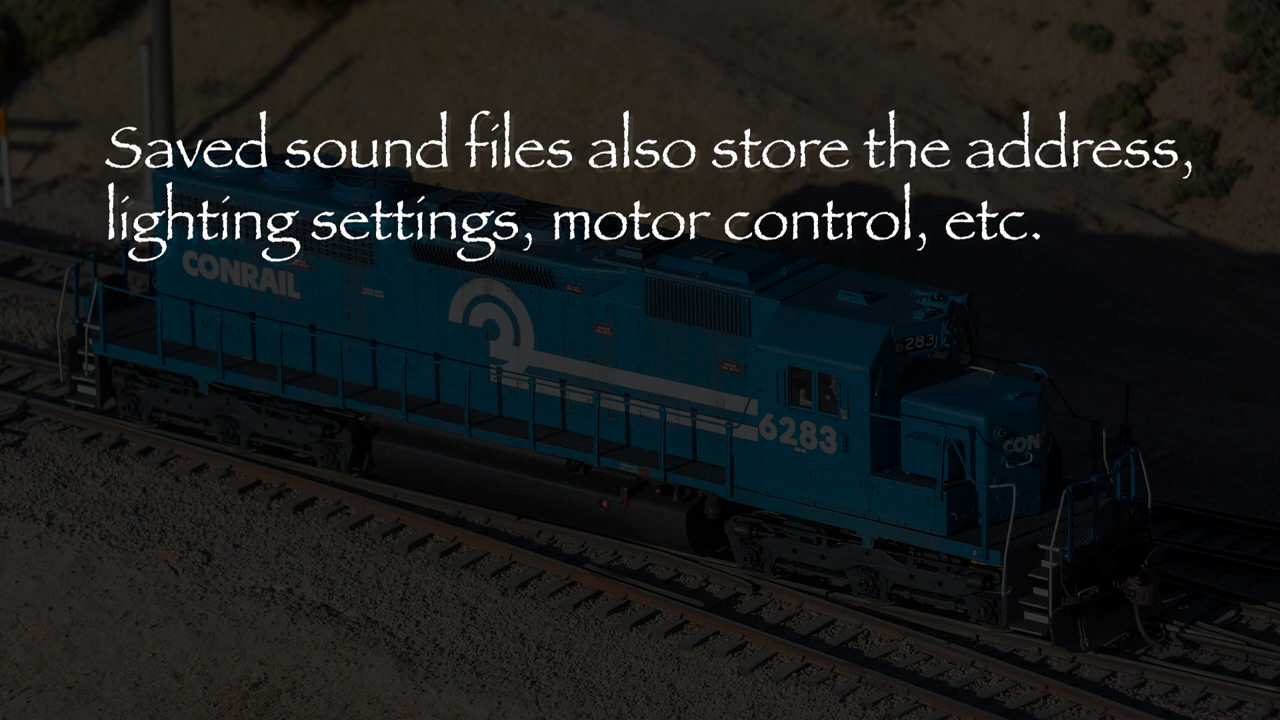 Saved sound files also store the address,
lighting settings, motor control, etc.
CONRAIL
6283
6283
CON